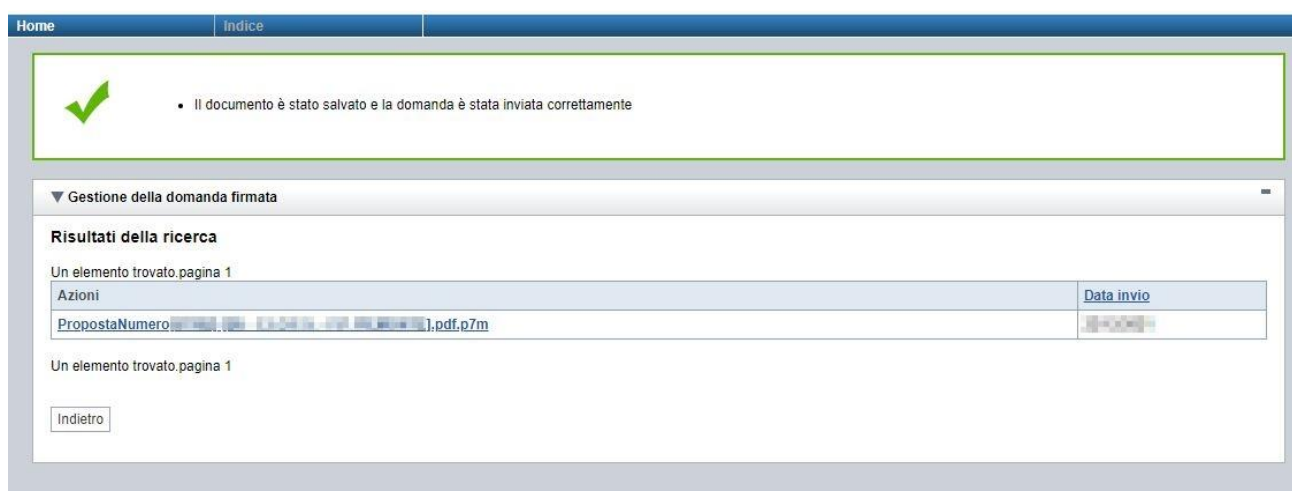 Home Indice
Il documento è stato salvato e la domanda è stata inviata correttamente
Gestione della domanda firmata
Risultati della ricerca
Un elemento trovato.pagina 1
Azioni Data invio
PropostaNumero ].pdf.p7m
Un elemento trovato.pagina 1
Indietro